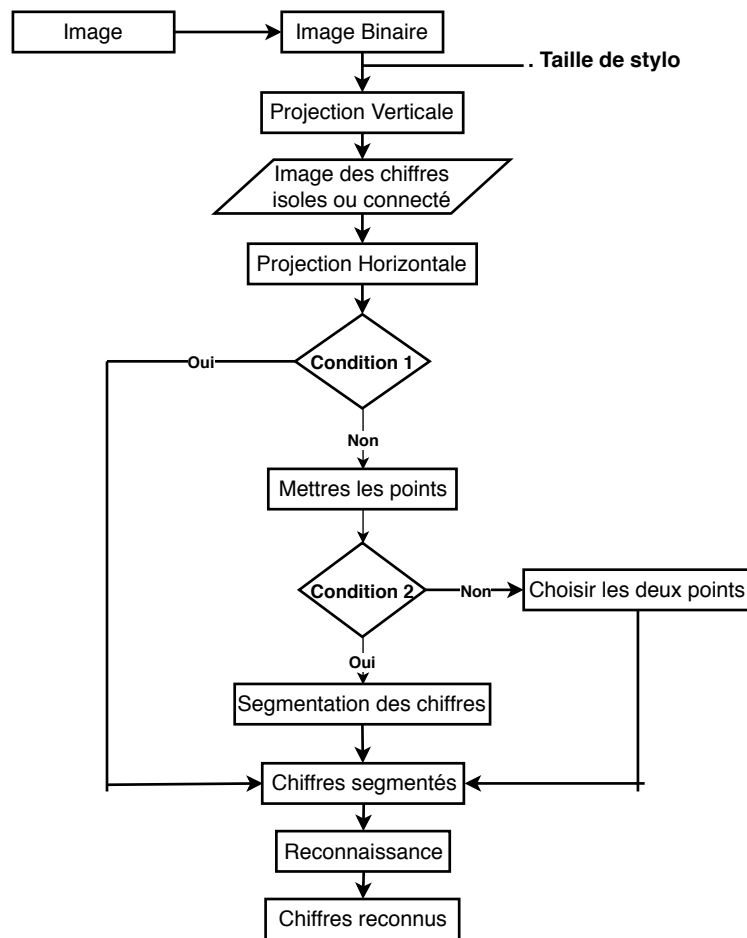 Image
Image Binaire
. Taille de stylo
Projection Verticale
Image des chiffres
isoles ou connecté
Projection Horizontale
Condition 1
Oui
Non
Mettres les points
Condition 2
Non
Choisir les deux points
Oui
Segmentation des chiffres
Chiffres segmentés
Reconnaissance
Chiffres reconnus